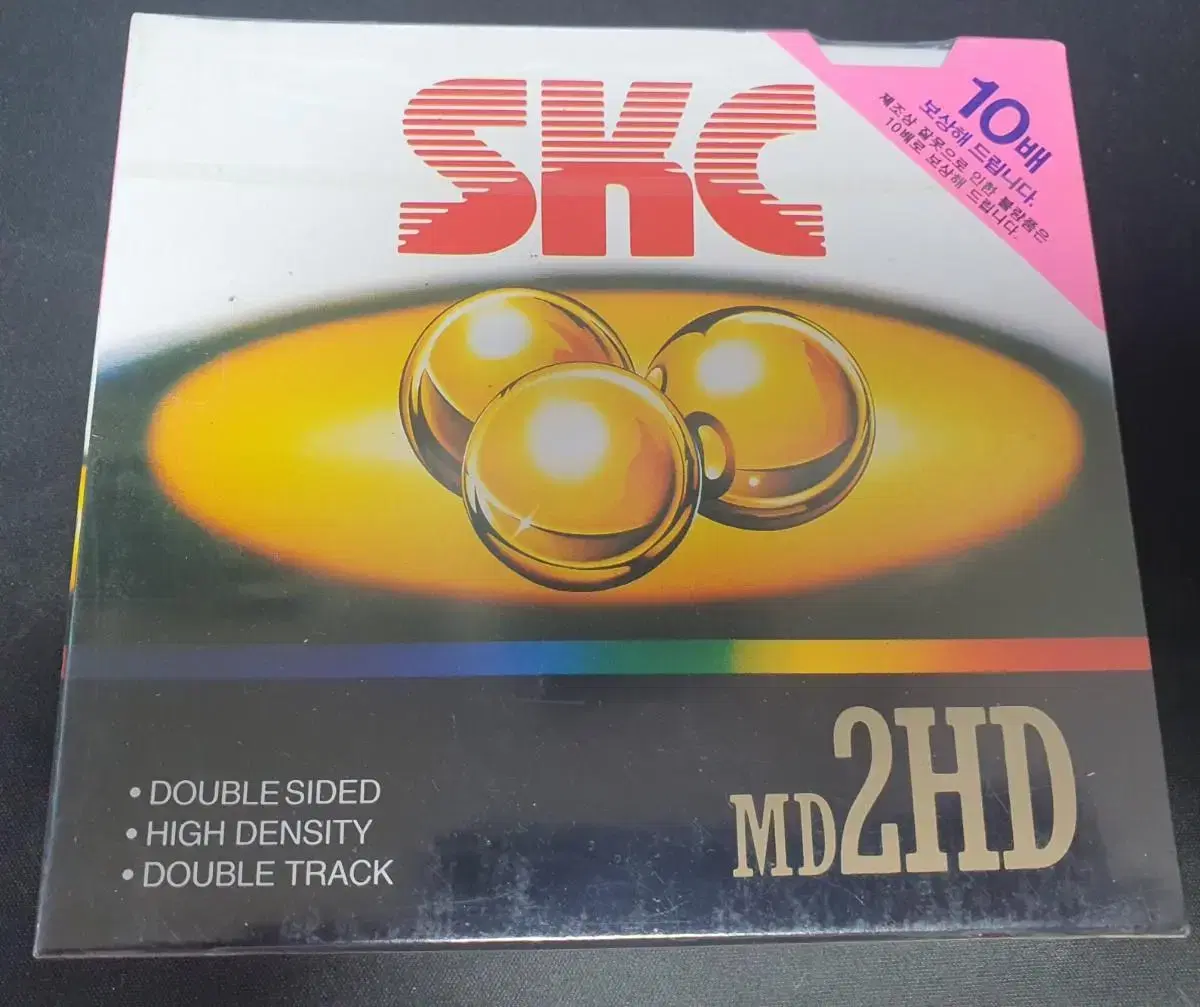 SKC
10배
보상해 드립니다.
제조상 잘못으로 인한 불량품은
10배로 보상해 드립니다.
• DOUBLE SIDED
• HIGH DENSITY
• DOUBLE TRACK
MD2HD